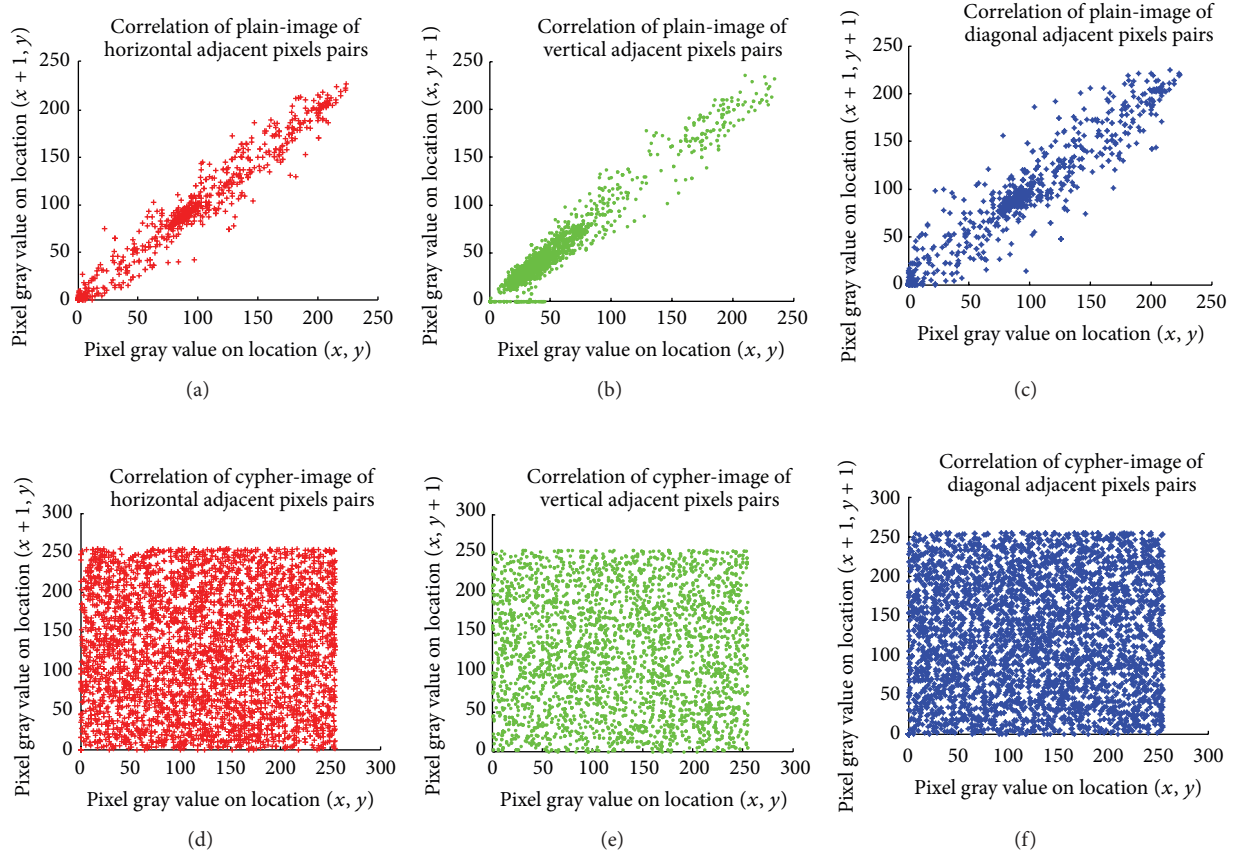 Correlation of plain-image of
horizontal adjacent pixels pairs
Pixel gray value on location (x + 1, y)
250
200
150
100
50
0
0 50 100 150 200 250
Pixel gray value on location (x, y)
(a)
Correlation of plain-image of
vertical adjacent pixels pairs
Pixel gray value on location (x, y + 1)
250
200
150
100
50
0
0 50 100 150 200 250
Pixel gray value on location (x, y)
(b)
Correlation of plain-image of
diagonal adjacent pixels pairs
Pixel gray value on location (x + 1, y + 1)
250
200
150
100
50
0
0 50 100 150 200 250
Pixel gray value on location (x, y)
(c)
Correlation of cypher-image of
horizontal adjacent pixels pairs
Pixel gray value on location (x + 1, y)
300
250
200
150
100
50
0
0 50 100 150 200 250 300
Pixel gray value on location (x, y)
(d)
Correlation of cypher-image of
vertical adjacent pixels pairs
Pixel gray value on location (x, y + 1)
300
250
200
150
100
50
0
0 50 100 150 200 250 300
Pixel gray value on location (x, y)
(e)
Correlation of cypher-image of
diagonal adjacent pixels pairs
Pixel gray value on location (x + 1, y + 1)
300
250
200
150
100
50
0
0 50 100 150 200 250 300
Pixel gray value on location (x, y)
(f)